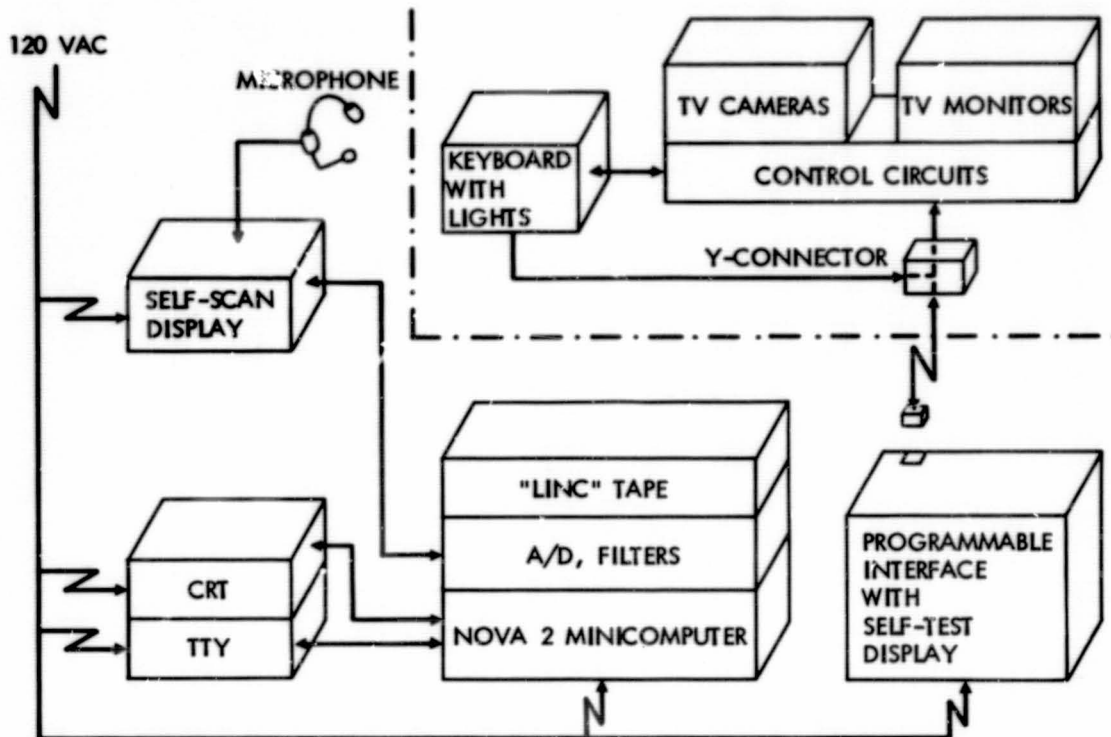 120 VAC
MICROPHONE
TV CAMERAS
TV MONITORS
KEYBOARD
WITH
LIGHTS
CONTROL CIRCUITS
Y-CONNECTOR
SELF-SCAN
DISPLAY
"LINC" TAPE
A/D, FILTERS
NOVA 2 MINICOMPUTER
CRT
TTY
PROGRAMMABLE
INTERFACE
WITH
SELF-TEST
DISPLAY